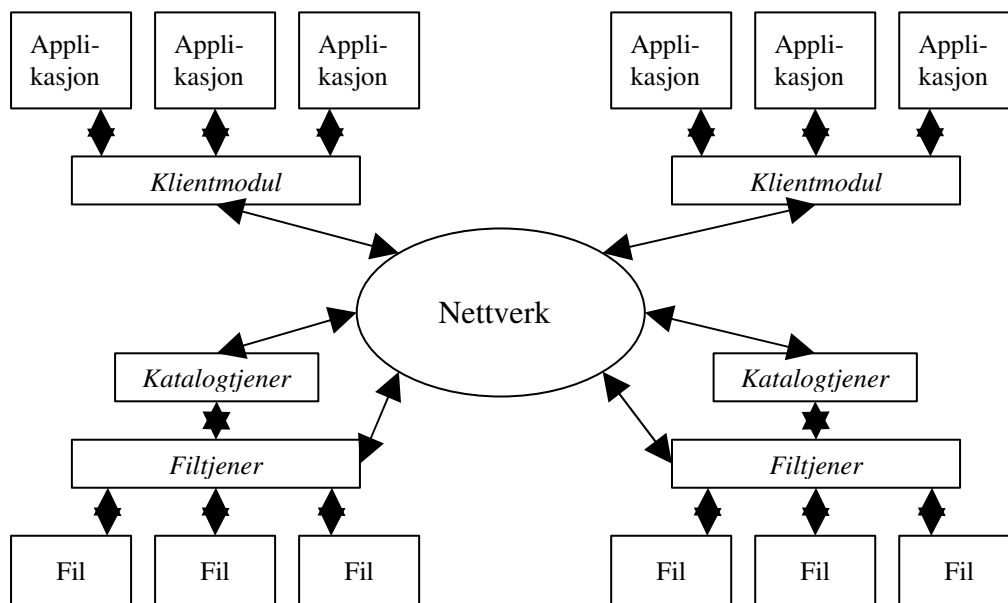 Appli-
kasjon
Appli-
kasjon
Appli-
kasjon
Appli-
kasjon
Appli-
kasjon
Appli-
kasjon
Klientmodul
Klientmodul
Nettverk
Katalogtjener
Katalogtjener
Filtjener
Filtjener
Fil
Fil
Fil
Fil
Fil
Fil